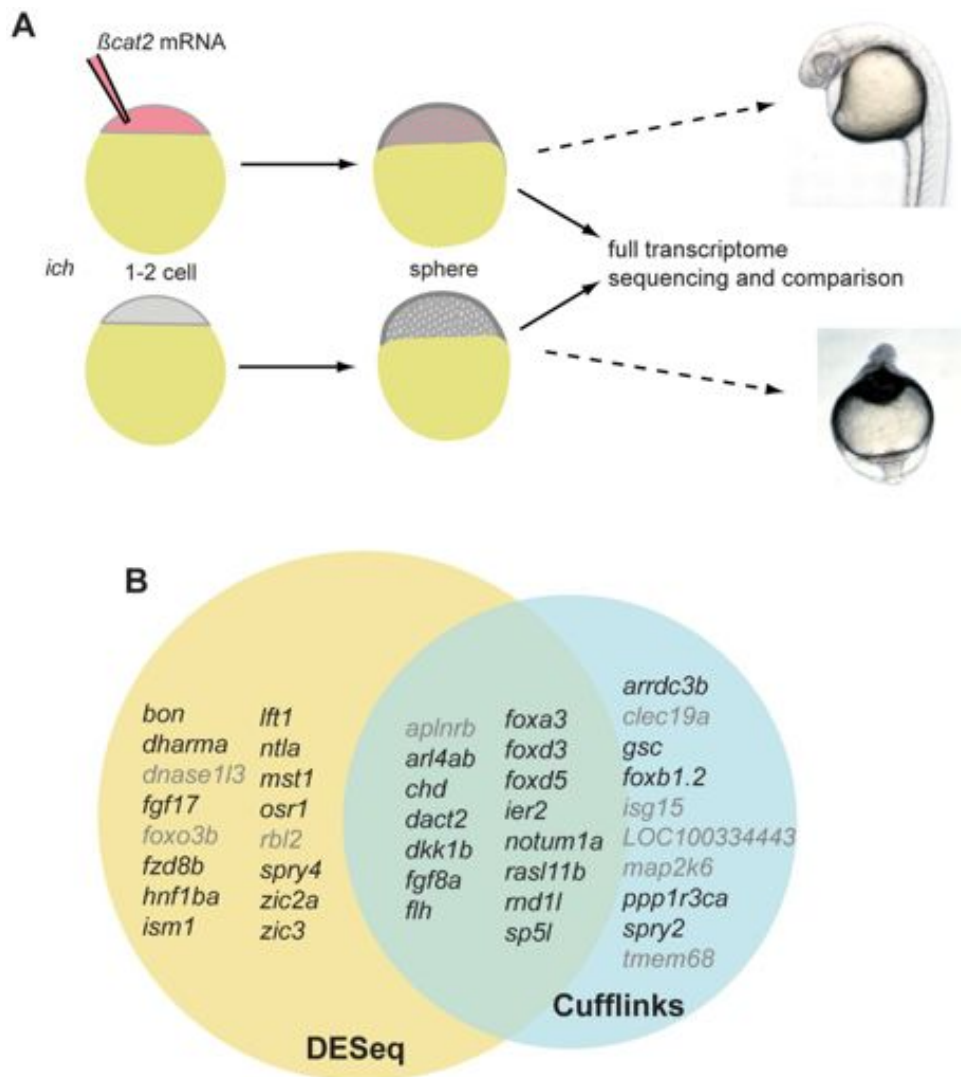 A
ßcat2 mRNA
ich
1-2 cell
sphere
full transcriptome
sequencing and comparison
B
bon
dharma
dnase1l3
fgf17
foxo3b
fzd8b
hnf1ba
ism1
lft1
ntla
mst1
osr1
rbl2
spry4
zic2a
zic3
aplnrb
arl4ab
chd
dact2
dkk1b
fgf8a
flh
foxa3
foxd3
foxd5
ier2
notum1a
rasl11b
rnd1l
sp5l
arrdc3b
clec19a
gsc
foxb1.2
isg15
LOC100334443
map2k6
ppp1r3ca
spry2
tmem68
DESeq
Cufflinks